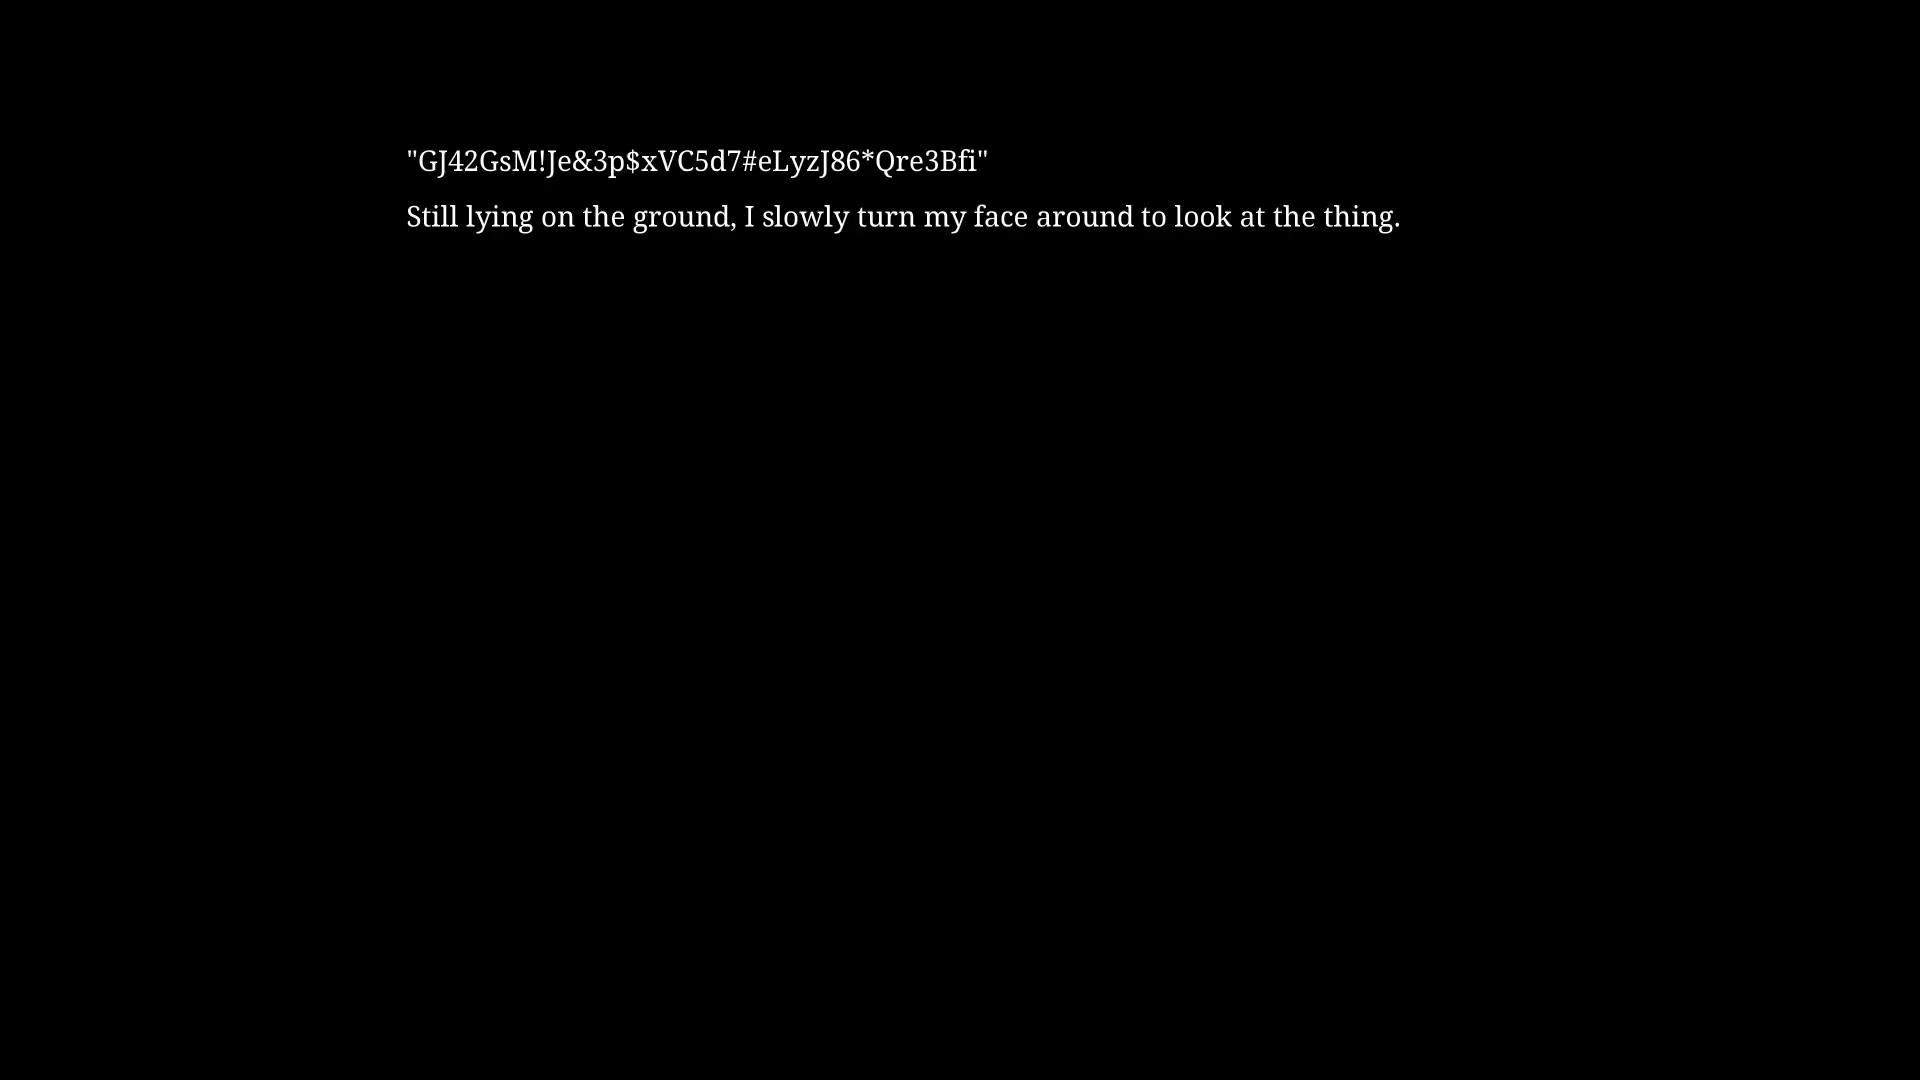 "GJ42GsM!Je&3p$xVC5d7#eLyzJ86*Qre3Bfi"
Still lying on the ground, I slowly turn my face around to look at the thing.